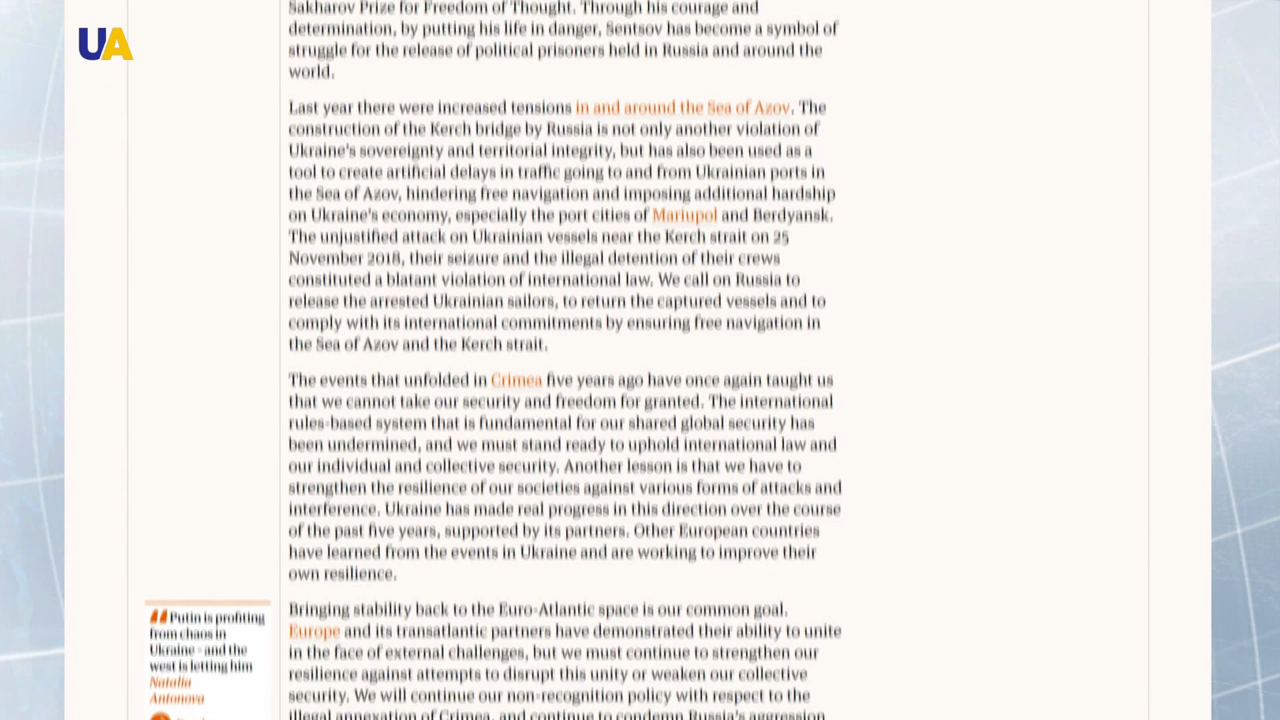 UA
Sakharov Prize for Freedom of Thought. Through his courage and
determination, by putting his life in danger, Sentsov has become a symbol of
struggle for the release of political prisoners held in Russia and around the
world.
Last year there were increased tensions in and around the Sea of Azov. The
construction of the Kerch bridge by Russia is not only another violation of
Ukraine's sovereignty and territorial integrity, but has also been used as a
tool to create artificial delays in traffic going to and from Ukrainian ports in
the Sea of Azov, hindering free navigation and imposing additional hardship
on Ukraine's economy, especially the port cities of Mariupol and Berdyansk.
The unjustified attack on Ukrainian vessels near the Kerch strait on 25
November 2018, their seizure and the illegal detention of their crews
constituted a blatant violation of international law. We call on Russia to
release the arrested Ukrainian sailors, to return the captured vessels and to
comply with its international commitments by ensuring free navigation in
the Sea of Azov and the Kerch strait.
The events that unfolded in Crimea five years ago have once again taught us
that we cannot take our security and freedom for granted. The international
rules-based system that is fundamental for our shared global security has
been undermined, and we must stand ready to uphold international law and
our individual and collective security. Another lesson is that we have to
strengthen the resilience of our societies against various forms of attacks and
interference. Ukraine has made real progress in this direction over the course
of the past five years, supported by its partners. Other European countries
have learned from the events in Ukraine and are working to improve their
own resilience.
Bringing stability back to the Euro-Atlantic space is our common goal.
Europe and its transatlantic partners have demonstrated their ability to unite
in the face of external challenges, but we must continue to strengthen our
resilience against attempts to disrupt this unity or weaken our collective
security. We will continue our non-recognition policy with respect to the
illegal annexation of Crimea, and continue to condemn Russia's aggression
Putin is profiting
from chaos in
Ukraine - and the
west is letting him
Natalia
Antonova